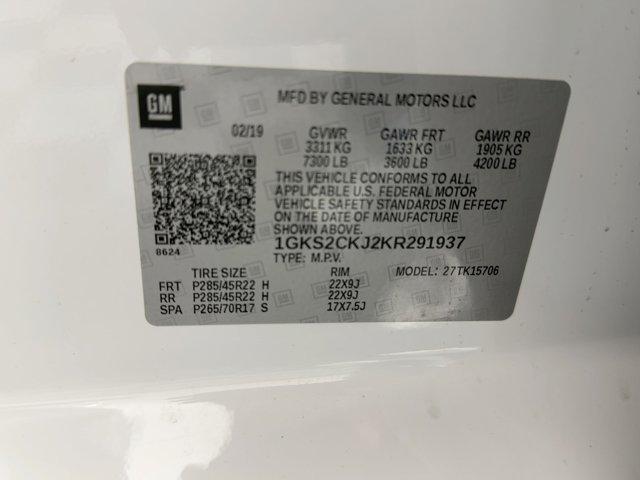 GM
MFD BY GENERAL MOTORS LLC
02/19 GVWR GAWR FRT GAWR RR
3311 KG 1633 KG 1905 KG
7300 LB 3600 LB 4200 LB
THIS VEHICLE CONFORMS TO ALL
APPLICABLE U.S. FEDERAL MOTOR
VEHICLE SAFETY STANDARDS IN EFFECT
ON THE DATE OF MANUFACTURE
SHOWN ABOVE.
8624
1GKS2CKJ2KR291937
TYPE: M.P.V. MODEL: 27TK15706
TIRE SIZE RIM
FRT P285/45R22 H 22X9J
RR P285/45R22 H 22X9J
SPA P265/70R17 S 17X7.5J